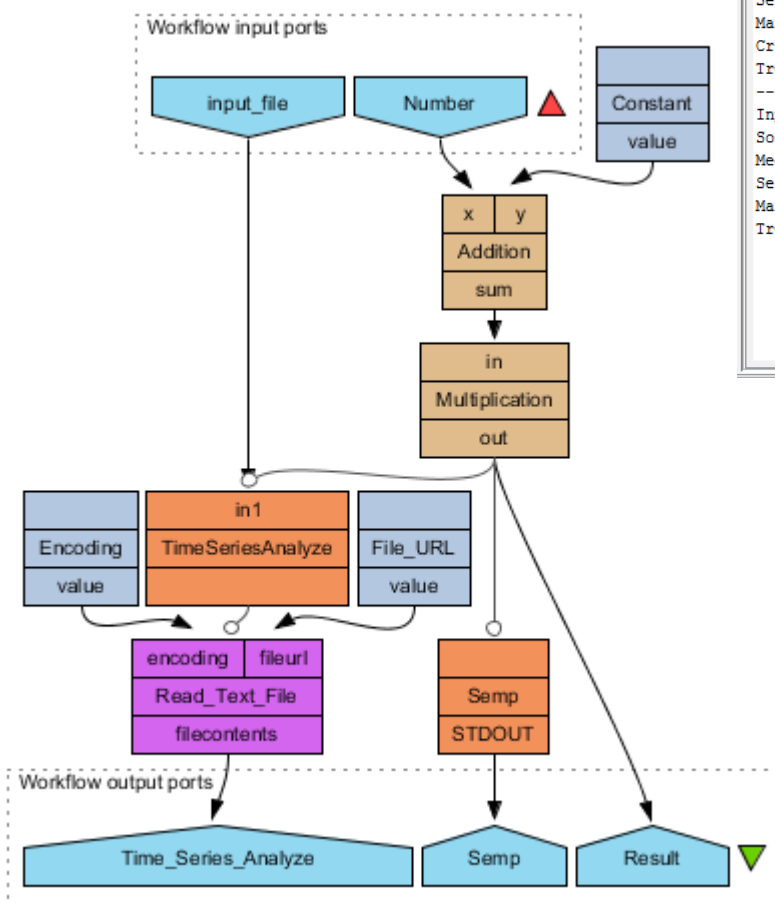 Workflow input ports
input_file
Number
Constant
value
x
y
Addition
sum
in
Multiplication
out
in1
Encoding
TimeSeriesAnalyze
File_URL
value
value
encoding
fileurl
Read_Text_File
Semp
filecontents
STDOUT
Workflow output ports
Time_Series_Analyze
Semp
Result